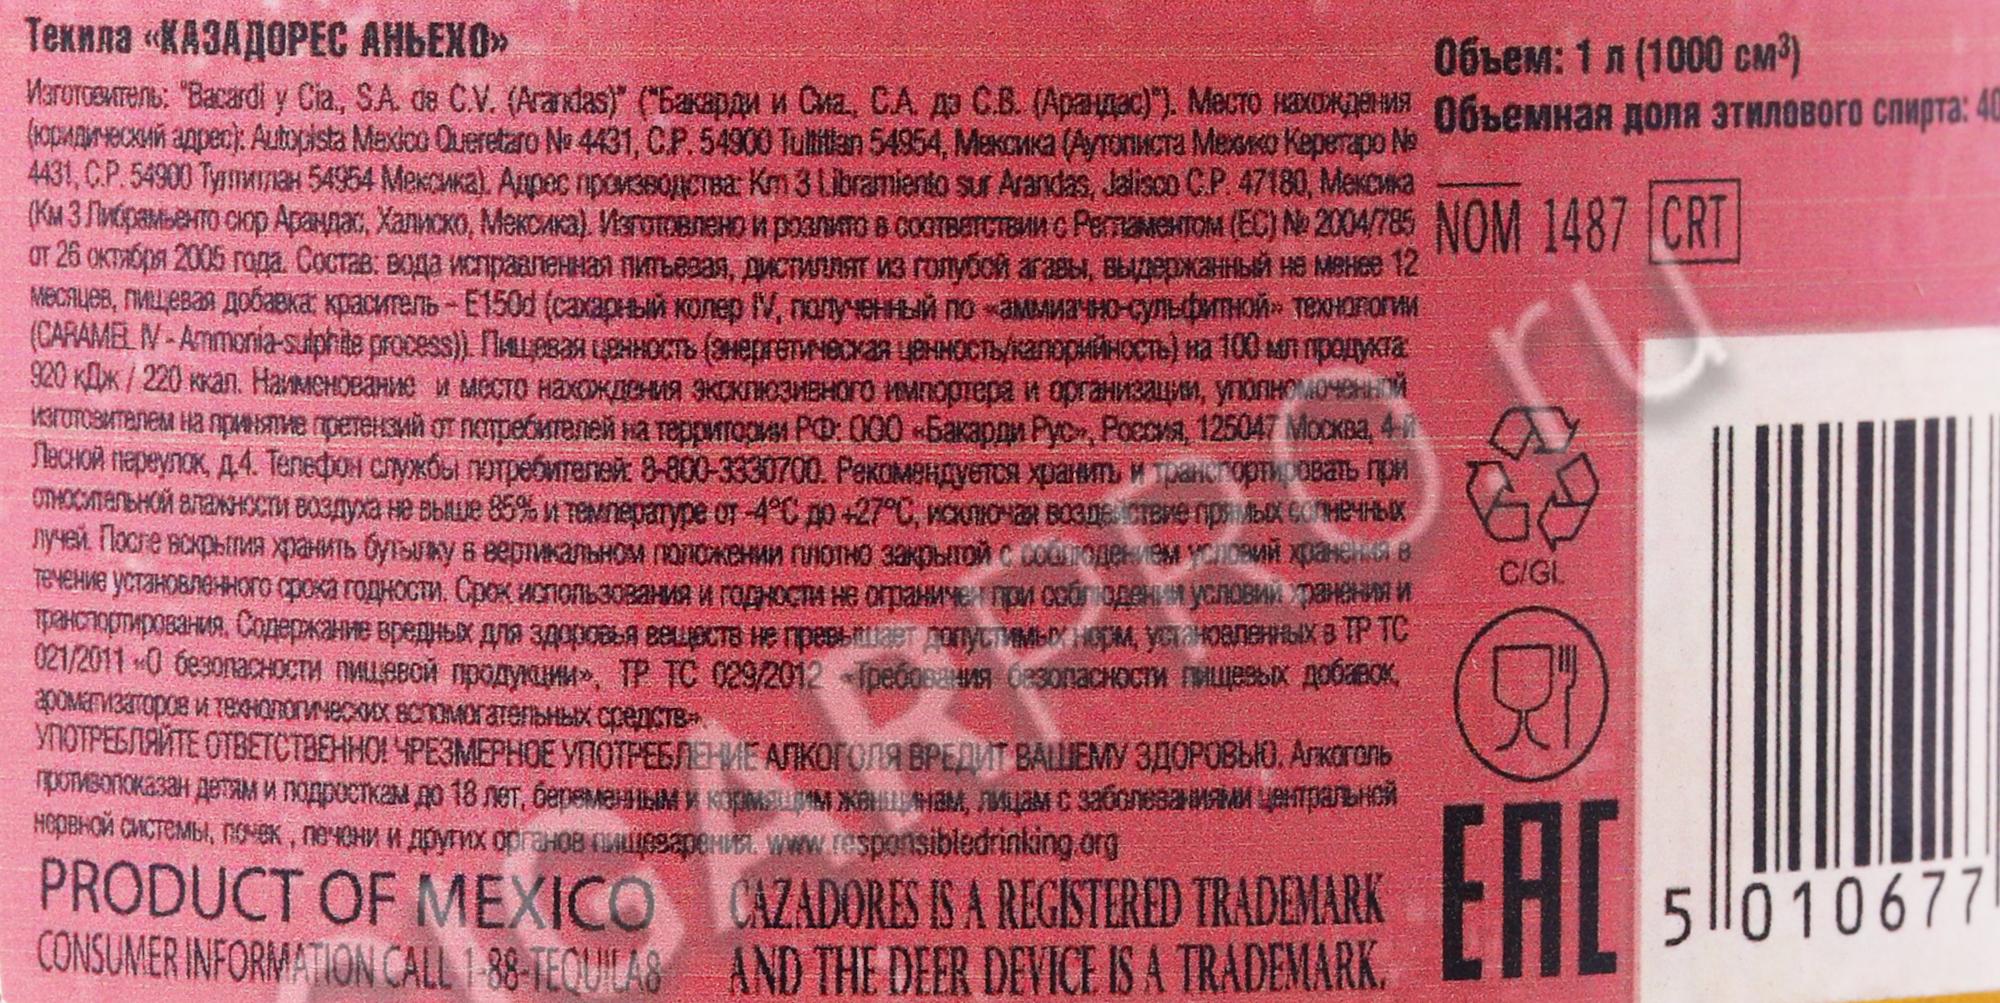 Текила «КАЗАДОРЕС АНЬЕХО»
Изготовитель: "Bacardi y Cia., S.A. de C.V. (Arandas)" ("Бакарди и Сиа., С.А. дэ С.В. (Арандас)"). Место нахождения
(юридический адрес): Autopista Mexico Queretaro № 4431, C.P. 54900 Tultitlan 54954, Мексика (Аутописта Мехико Керетаро №
4431, С.Р. 54900 Тултитлан 54954 Мексика). Адрес производства: Km 3 Libramiento sur Arandas, Jalisco C.P. 47180, Мексика
(Км 3 Либрамьенто сюр Арандас, Халиско, Мексика). Изготовлено и розлито в соответствии с Регламентом (ЕС) № 2004/785
от 26 октября 2005 года. Состав: вода исправленная питьевая, дистиллят из голубой агавы, выдержанный не менее 12
месяцев, пищевая добавка: краситель – E150d (сахарный колер IV, полученный по «аммиачно-сульфитной» технологии
(CARAMEL IV - Ammonia-sulphite process)). Пищевая ценность (энергетическая ценность/калорийность) на 100 мл продукта:
920 кДж / 220 ккал. Наименование и место нахождения эксклюзивного импортера и организации, уполномоченной
изготовителем на принятие претензий от потребителей на территории РФ: ООО «Бакарди Рус», Россия, 125047 Москва, 4-й
Лесной переулок, д.4. Телефон службы потребителей: 8-800-3330700. Рекомендуется хранить и транспортировать при
относительной влажности воздуха не выше 85% и температуре от -4°C до +27°C, исключая воздействие прямых солнечных
лучей. После вскрытия хранить бутылку в вертикальном положении плотно закрытой с соблюдением условий хранения в
течение установленного срока годности. Срок использования и годности не ограничен при соблюдении условий хранения и
транспортирования. Содержание вредных для здоровья веществ не превышает допустимых норм, установленных в ТР ТС
021/2011 «О безопасности пищевой продукции», ТР ТС 029/2012 «Требования безопасности пищевых добавок,
ароматизаторов и технологических вспомогательных средств».
УПОТРЕБЛЯЙТЕ ОТВЕТСТВЕННО! ЧРЕЗМЕРНОЕ УПОТРЕБЛЕНИЕ АЛКОГОЛЯ ВРЕДИТ ВАШЕМУ ЗДОРОВЬЮ. Алкоголь
противопоказан детям и подросткам до 18 лет, беременным и кормящим женщинам, лицам с заболеваниями центральной
нервной системы, почек , печени и других органов пищеварения. www.responsibledrinking.org
PRODUCT OF MEXICO
CONSUMER INFORMATION CALL 1-88-TEQUILA8
CAZADORES IS A REGISTERED TRADEMARK
AND THE DEER DEVICE IS A TRADEMARK.
Объем: 1 л (1000 см³)
Объемная доля этилового спирта: 40
NOM 1487 CRT
C/GL
EAC
5 010677
CIGARPRO.ru